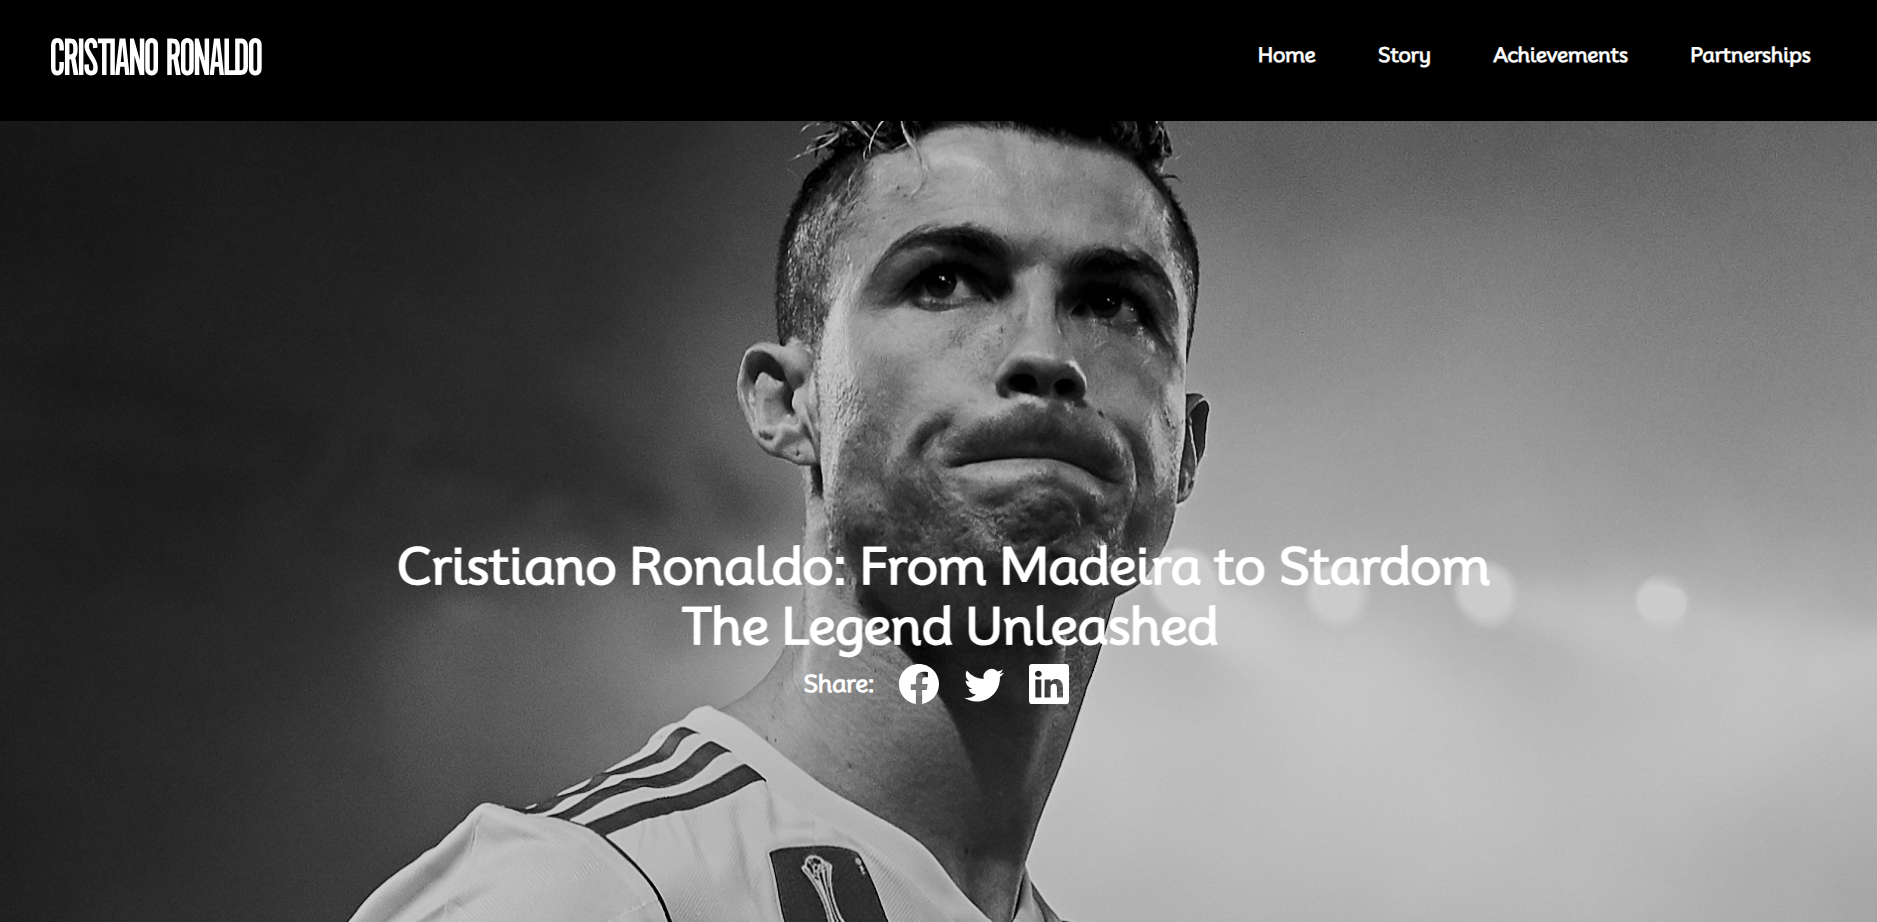 CRISTIANO RONALDO
Home Story Achievements Partnerships
Cristiano Ronaldo: From Madeira to Stardom
The Legend Unleashed
Share: